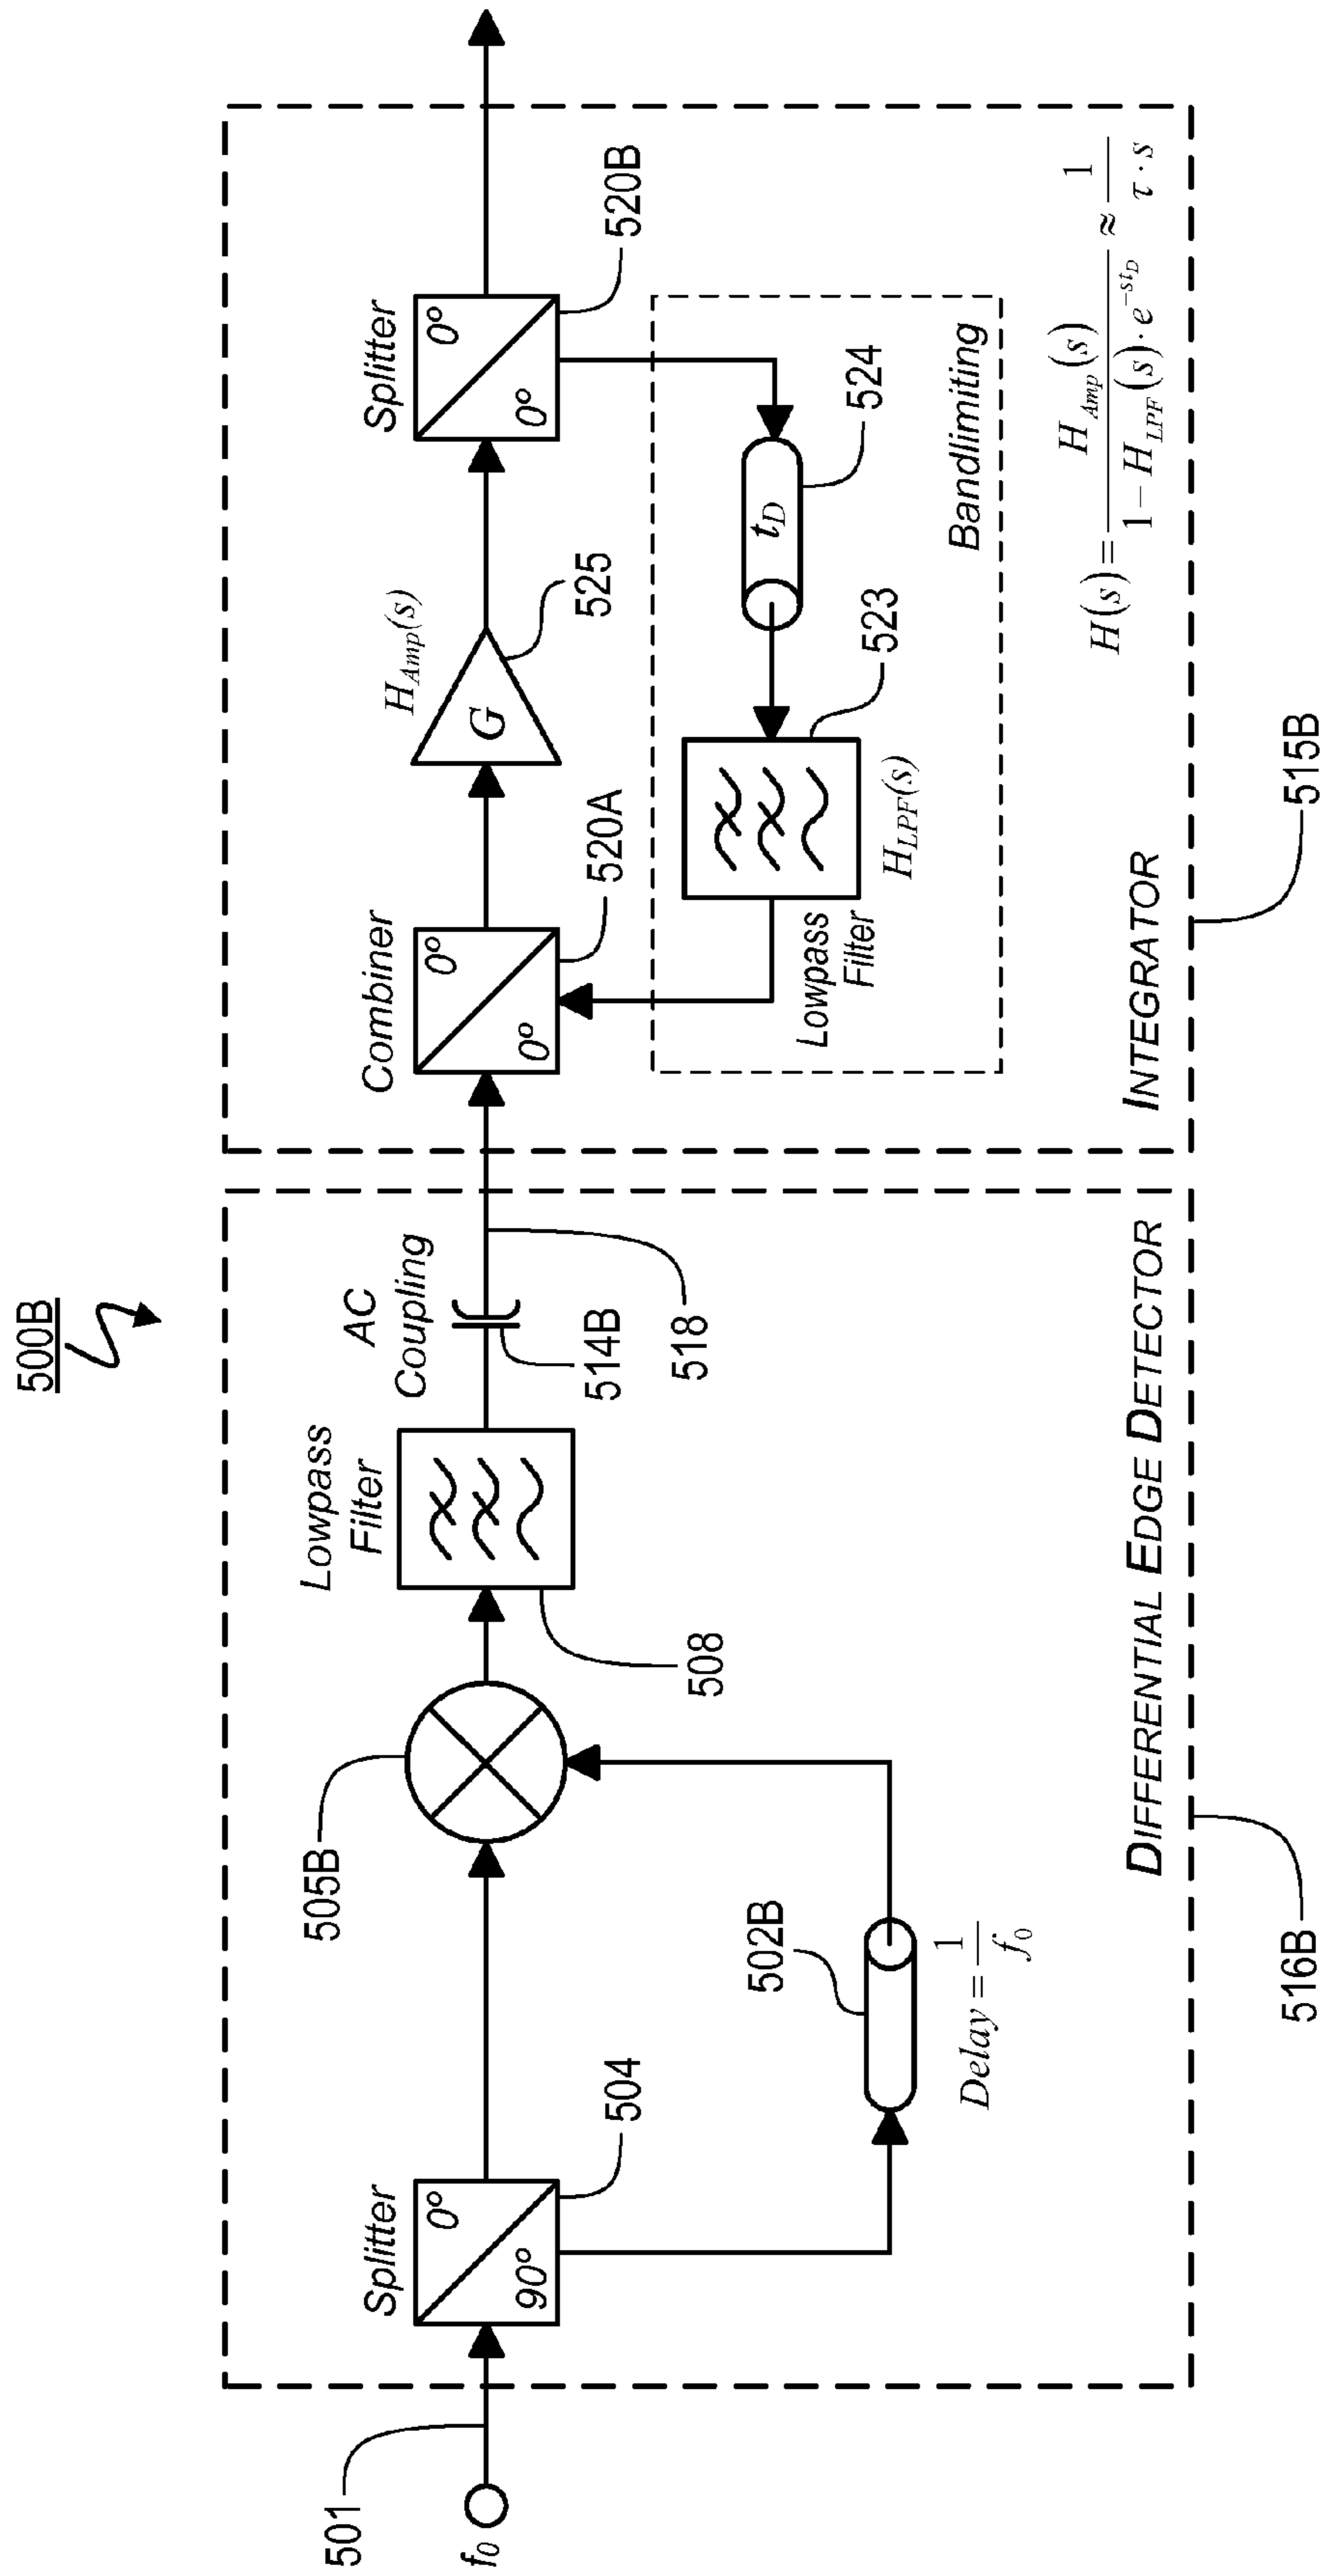 500B
501
f0
Splitter
0°
90°
504
502B
Delay = 1/f0
505B
Lowpass
Filter
508
AC
Coupling
514B
518
DIFFERENTIAL EDGE DETECTOR
516B
Combiner
0°
0°
520A
HAmp(s)
G
525
Splitter
0°
0°
520B
tD
524
523
HLPF(s)
Lowpass
Filter
Bandlimiting
H(s) = HAmp(s) / 1 − HLPF(s) · e^−stD ≈ 1 / τ · s
INTEGRATOR
515B